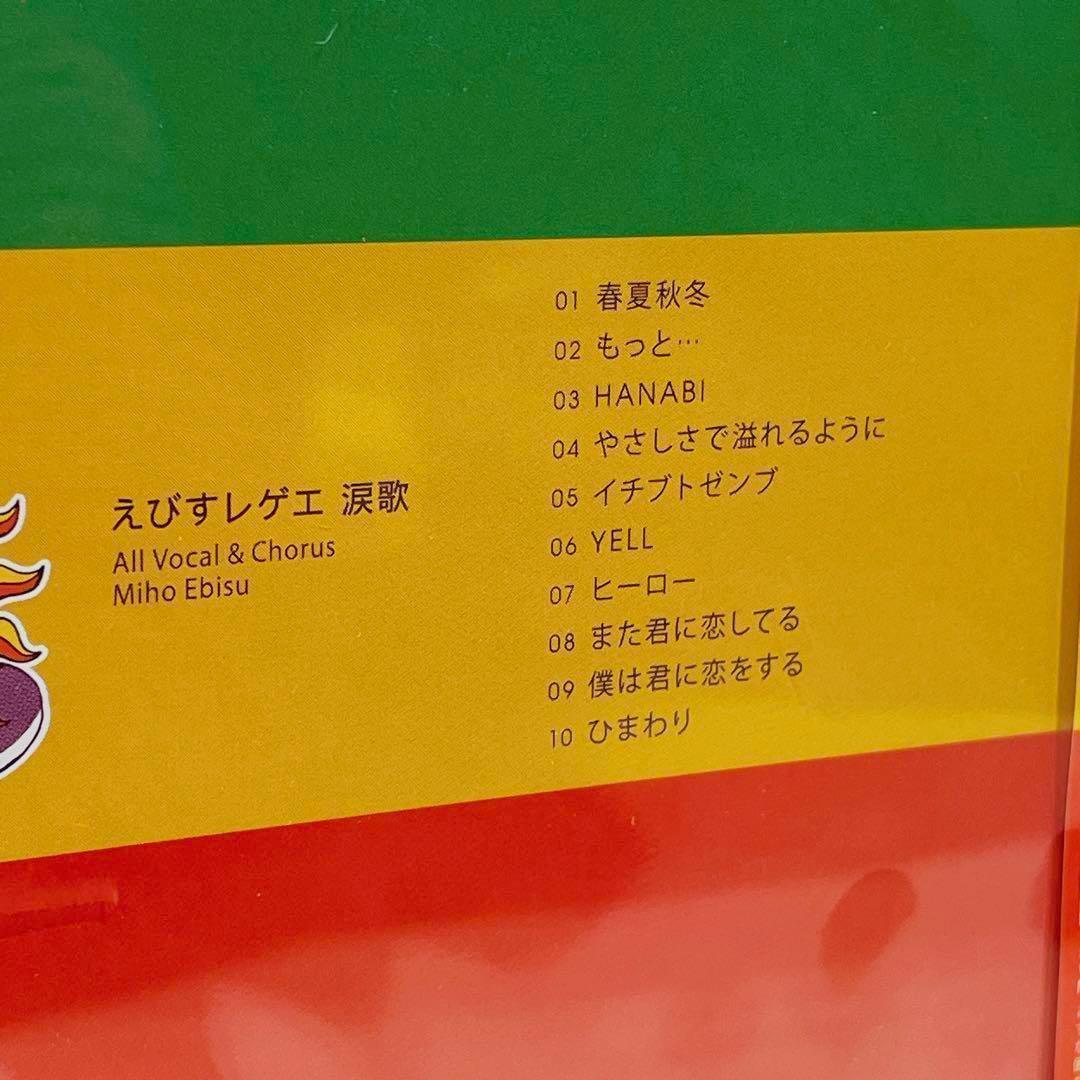 えびすレゲエ 涙歌
All Vocal & Chorus
Miho Ebisu
01 春夏秋冬
02 もっと…
03 HANABI
04 やさしさで溢れるように
05 イチブトゼンブ
06 YELL
07 ヒーロー
08 また君に恋してる
09 僕は君に恋をする
10 ひまわり